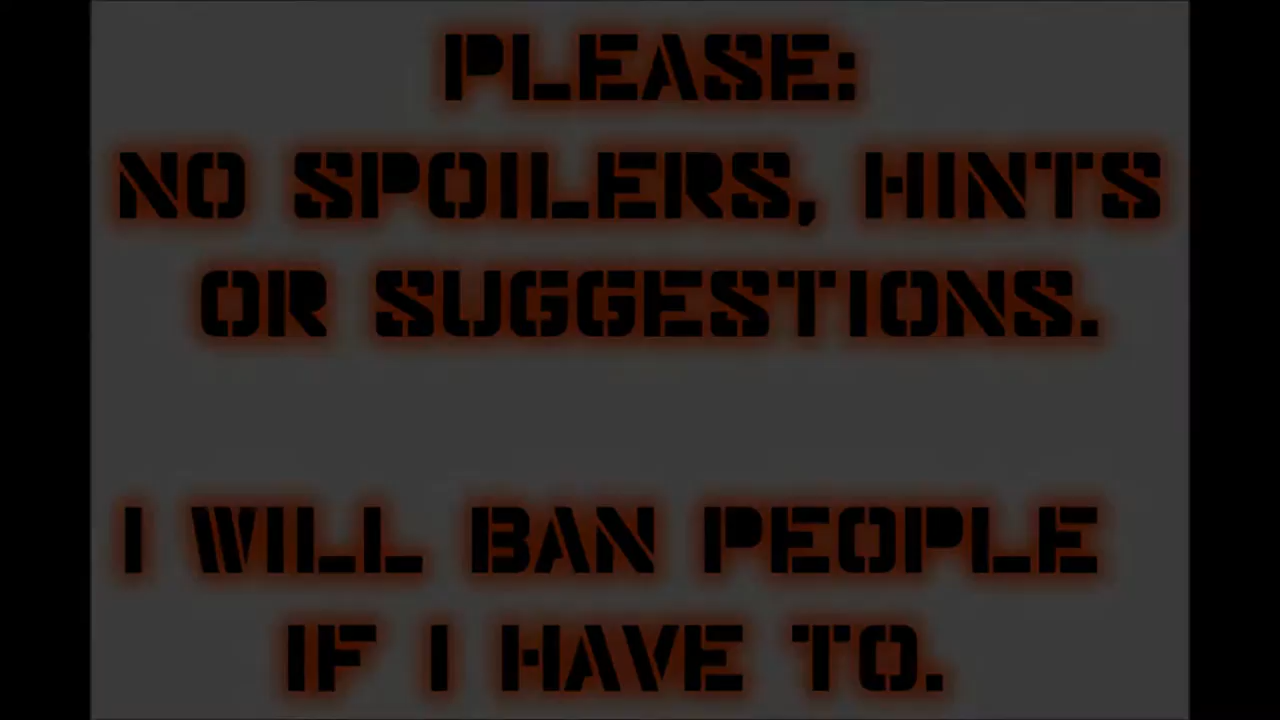 PLEASE:
NO SPOILERS, HINTS
OR SUGGESTIONS.
I WILL BAN PEOPLE
IF I HAVE TO.